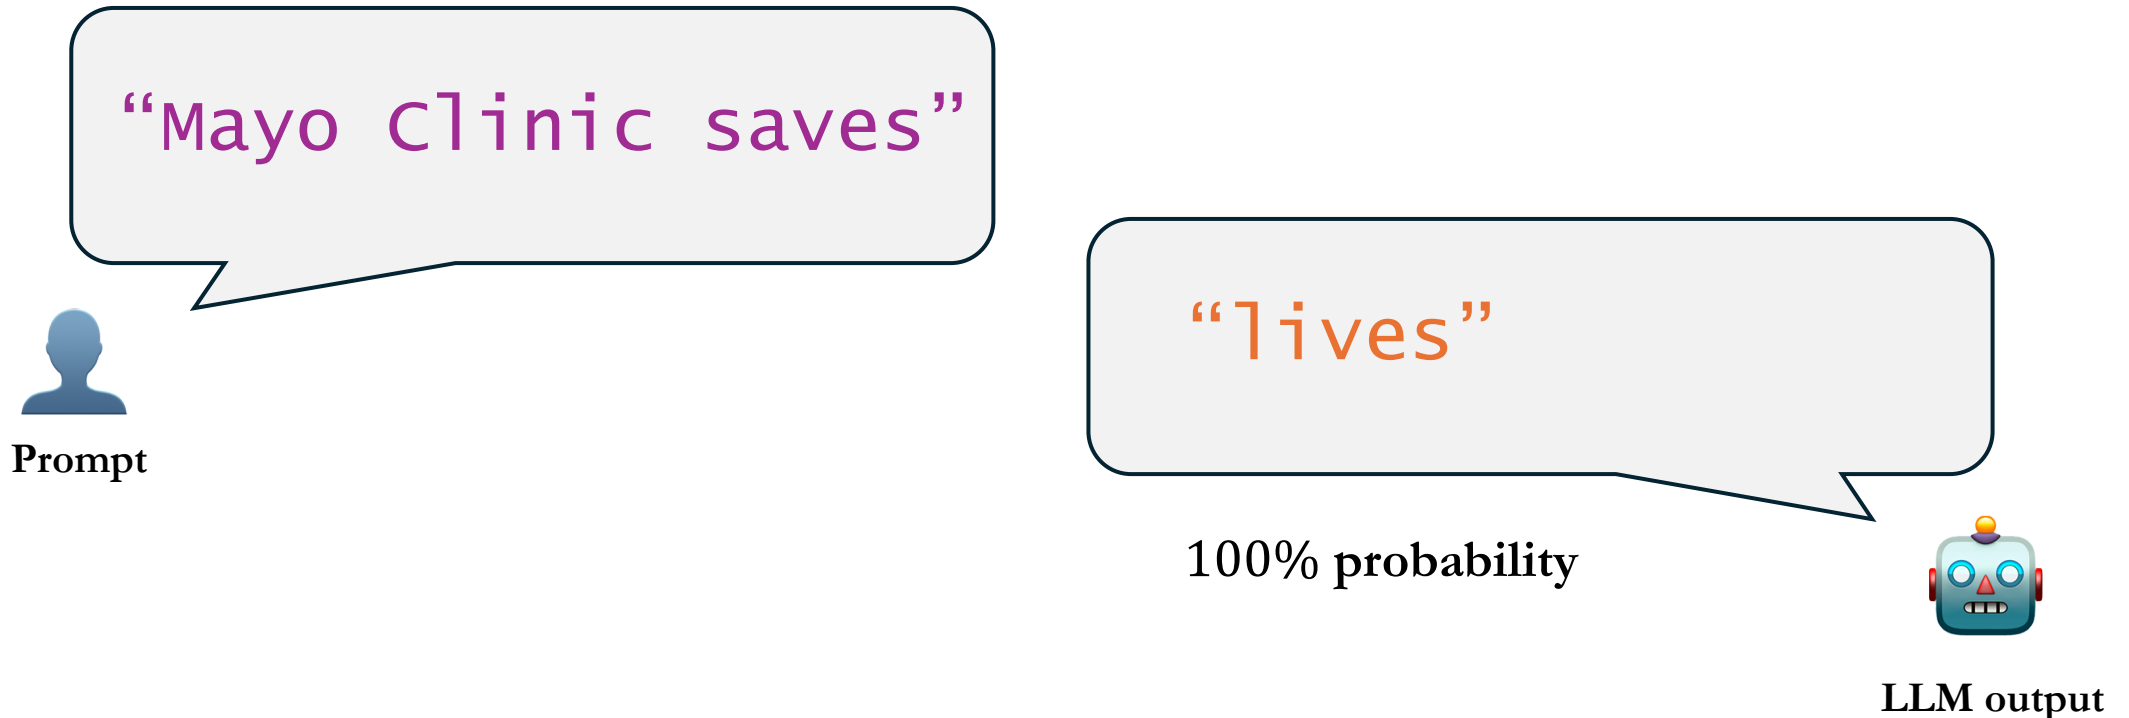 “Mayo Clinic saves”
“lives”
Prompt
100% probability
LLM output